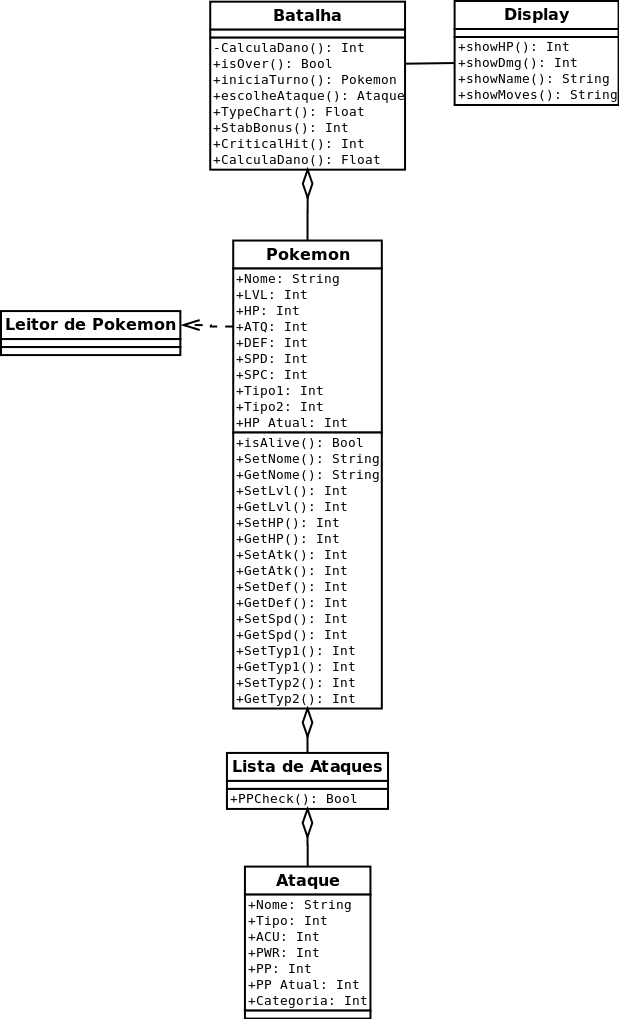 Batalha
-CalculaDano(): Int
+isOver(): Bool
+iniciaTurno(): Pokemon
+escolheAtaque(): Ataque
+TypeChart(): Float
+StabBonus(): Int
+CriticalHit(): Int
+CalculaDano(): Float
Display
+showHP(): Int
+showDmg(): Int
+showName(): String
+showMoves(): String
Leitor de Pokemon
Pokemon
+Nome: String
+LVL: Int
+HP: Int
+ATQ: Int
+DEF: Int
+SPD: Int
+SPC: Int
+Tipo1: Int
+Tipo2: Int
+HP Atual: Int
+isAlive(): Bool
+SetNome(): String
+GetNome(): String
+SetLvl(): Int
+GetLvl(): Int
+SetHP(): Int
+GetHP(): Int
+SetAtk(): Int
+GetAtk(): Int
+SetDef(): Int
+GetDef(): Int
+SetSpd(): Int
+GetSpd(): Int
+SetTyp1(): Int
+GetTyp1(): Int
+SetTyp2(): Int
+GetTyp2(): Int
Lista de Ataques
+PPCheck(): Bool
Ataque
+Nome: String
+Tipo: Int
+ACU: Int
+PWR: Int
+PP: Int
+PP Atual: Int
+Categoria: Int